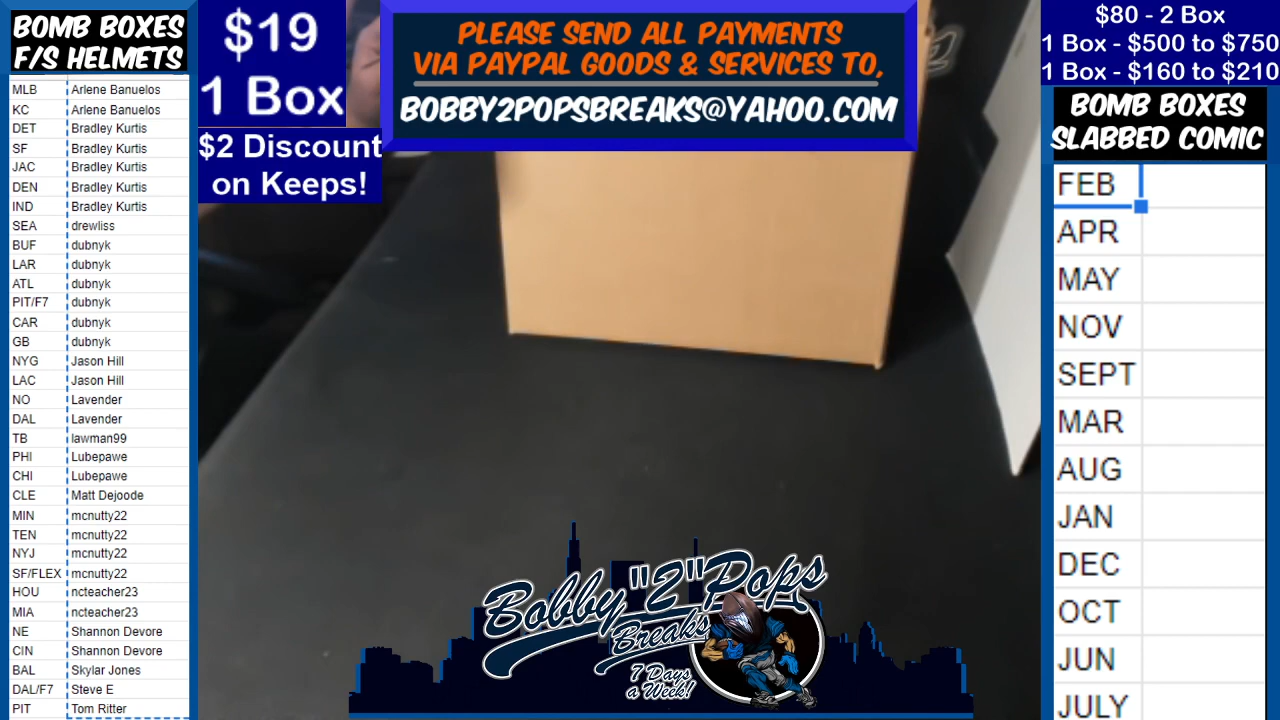 BOMB BOXES
F/S HELMETS
MLB Arlene Banuelos
KC Arlene Banuelos
DET Bradley Kurtis
SF Bradley Kurtis
JAC Bradley Kurtis
DEN Bradley Kurtis
IND Bradley Kurtis
SEA drewliss
BUF dubnyk
LAR dubnyk
ATL dubnyk
PIT/F7 dubnyk
CAR dubnyk
GB dubnyk
NYG Jason Hill
LAC Jason Hill
NO Lavender
DAL Lavender
TB lawman99
PHI Lubepawe
CHI Lubepawe
CLE Matt Dejoode
MIN mcnutty22
TEN mcnutty22
NYJ mcnutty22
SF/FLEX mcnutty22
HOU ncteacher23
MIA ncteacher23
NE Shannon Devore
CIN Shannon Devore
BAL Skylar Jones
DAL/F7 Steve E
PIT Tom Ritter
$19
1 Box
$2 Discount
on Keeps!
PLEASE SEND ALL PAYMENTS
VIA PAYPAL GOODS & SERVICES TO,
BOBBY2POPSBREAKS@YAHOO.COM
Bobby "2" Pops
Breaks
7 Days
a Week!
$80 - 2 Box
1 Box - $500 to $750
1 Box - $160 to $210
BOMB BOXES
SLABBED COMIC
FEB
APR
MAY
NOV
SEPT
MAR
AUG
JAN
DEC
OCT
JUN
JULY